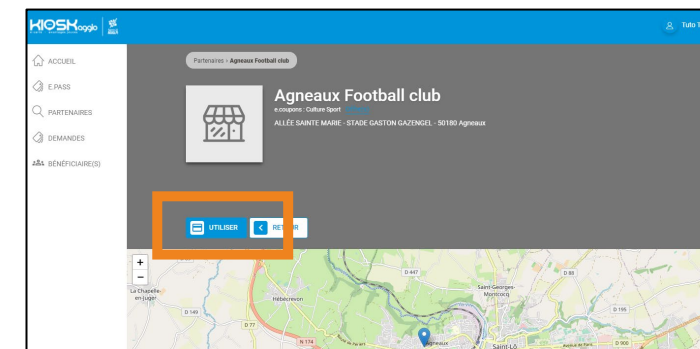 KIOSKagglo
Tuto
ACCUEIL
E.PASS
PARTENAIRES
DEMANDES
BÉNÉFICIAIRE(S)
Partenaires › Agneaux Football club
Agneaux Football club
e.coupons : Culture Sport
ALLÉE SAINTE MARIE - STADE GASTON GAZENGEL - 50180 Agneaux
UTILISER
RETOUR
+
−
La Chapelle-
en-Juger
D 447
Saint-Georges-
Montcocq
D 88
Hébécrevon
D 149
D 77
D 195
N 174
Agneaux
Saint-Lô
D 900